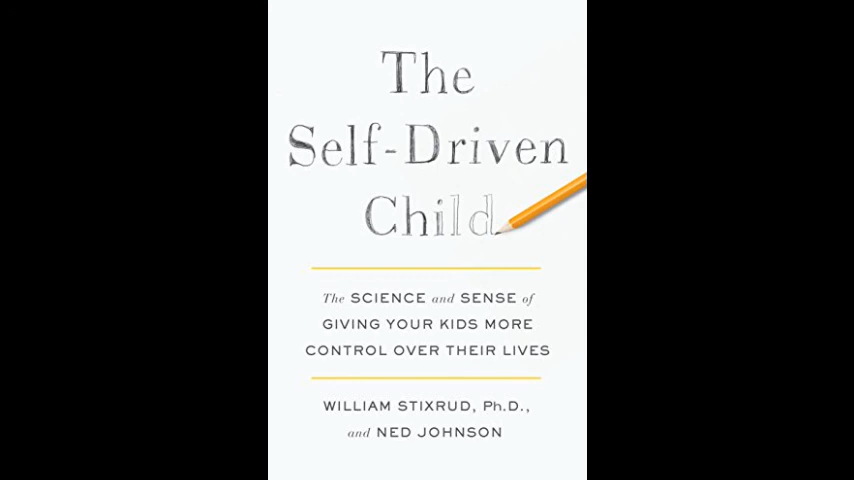 The
Self-Driven
Child
The SCIENCE and SENSE of
GIVING YOUR KIDS MORE
CONTROL OVER THEIR LIVES
WILLIAM STIXRUD, Ph.D.,
and NED JOHNSON